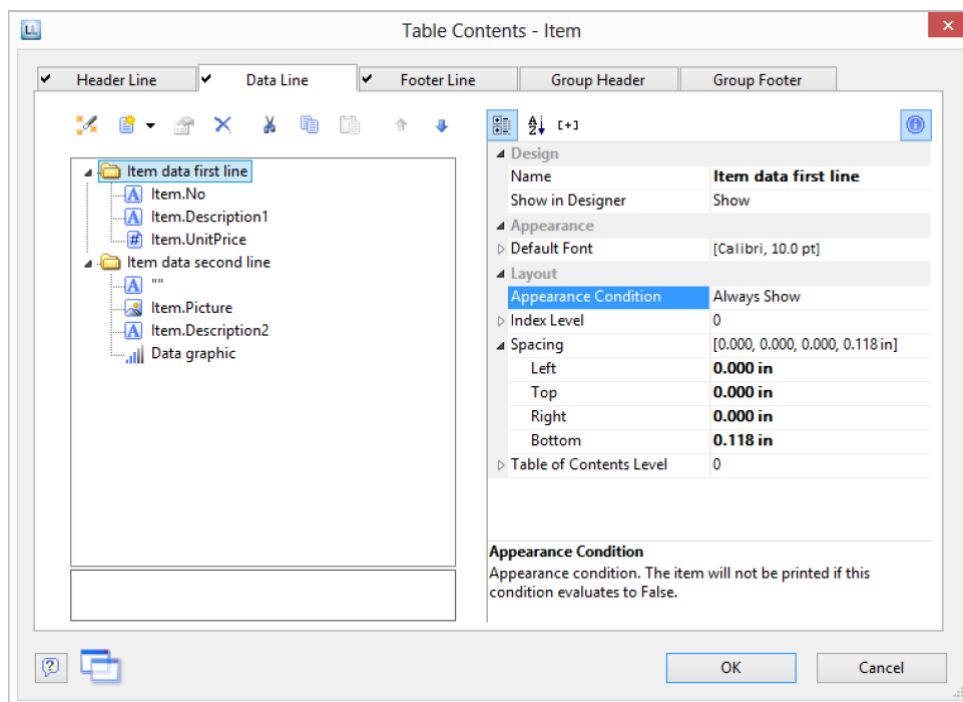 LL Table Contents - Item
Header Line Data Line Footer Line Group Header Group Footer
A Z [+]
Item data first line
A Item.No
A Item.Description1
# Item.UnitPrice
Item data second line
A ""
Item.Picture
A Item.Description2
Data graphic
Design
Name Item data first line
Show in Designer Show
Appearance
Default Font [Calibri, 10.0 pt]
Layout
Appearance Condition Always Show
Index Level 0
Spacing [0.000, 0.000, 0.000, 0.118 in]
Left 0.000 in
Top 0.000 in
Right 0.000 in
Bottom 0.118 in
Table of Contents Level 0
Appearance Condition
Appearance condition. The item will not be printed if this
condition evaluates to False.
? OK Cancel